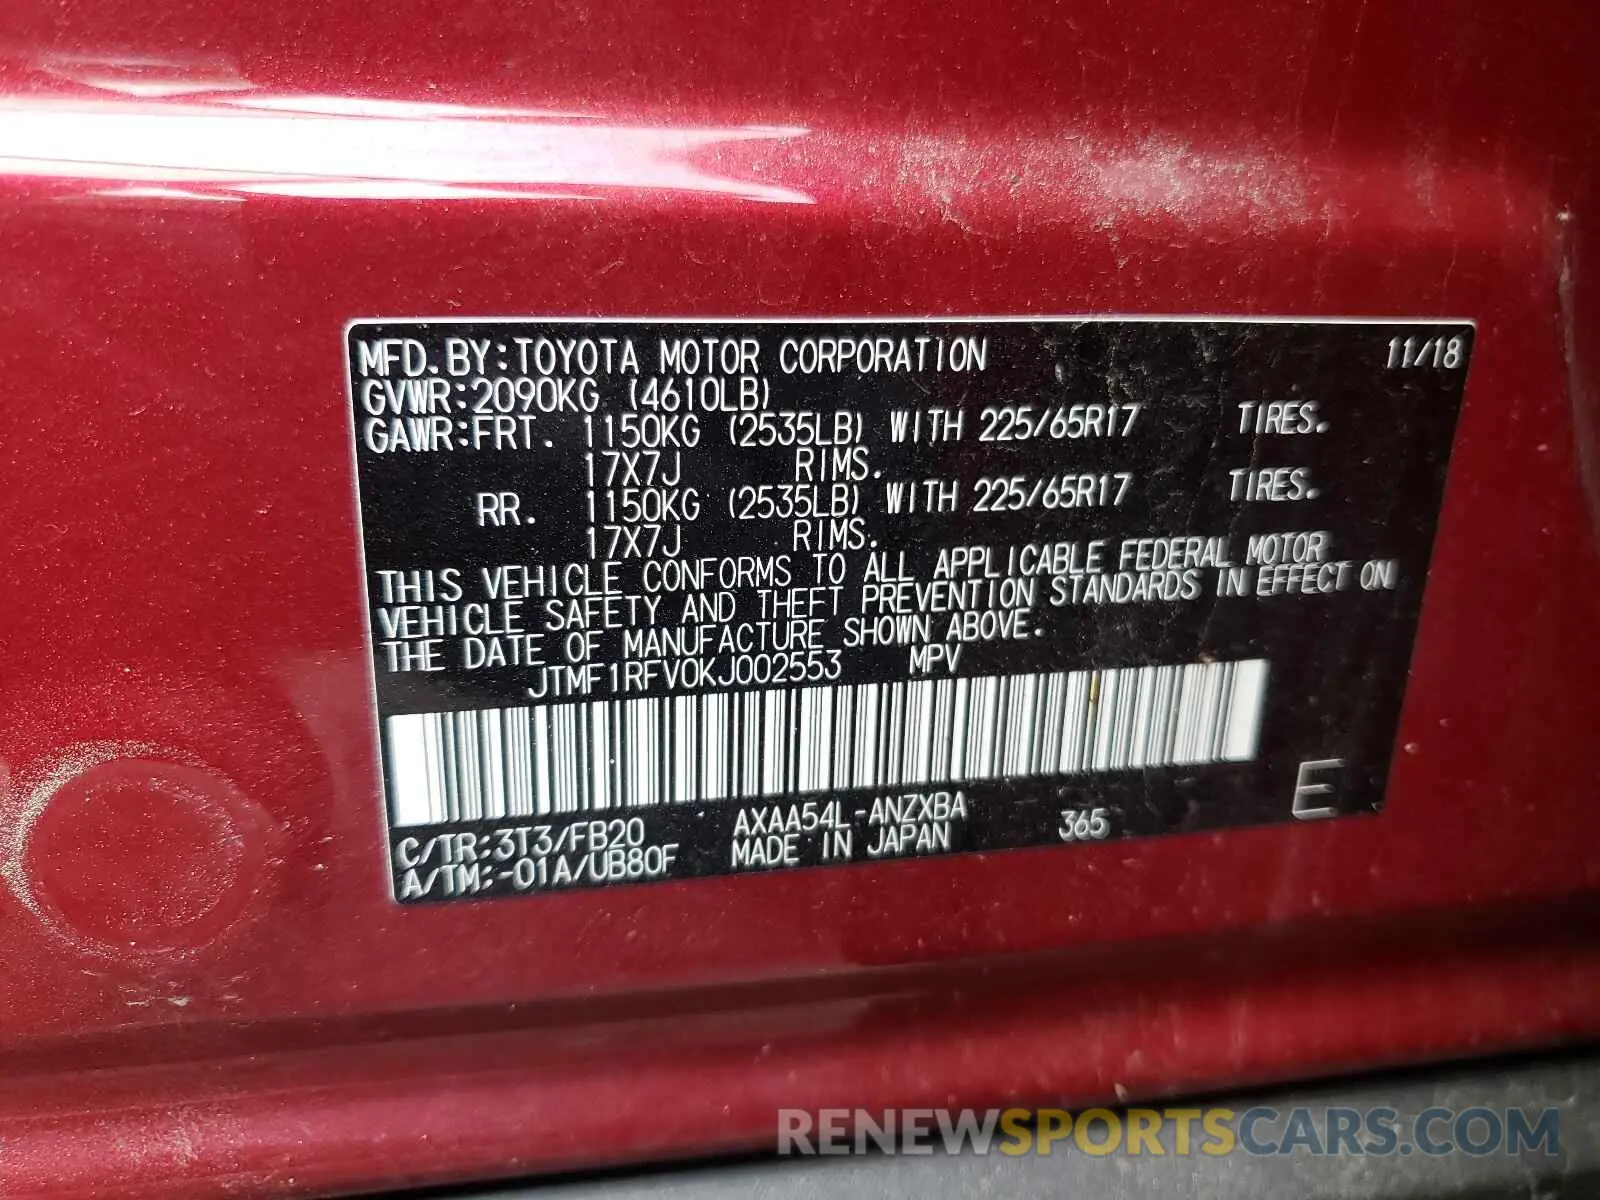 MFD.BY:TOYOTA MOTOR CORPORATION 11/18
GVWR:2090KG (4610LB)
GAWR:FRT. 1150KG (2535LB) WITH 225/65R17 TIRES.
17X7J RIMS.
RR. 1150KG (2535LB) WITH 225/65R17 TIRES.
17X7J RIMS.
THIS VEHICLE CONFORMS TO ALL APPLICABLE FEDERAL MOTOR
VEHICLE SAFETY AND THEFT PREVENTION STANDARDS IN EFFECT ON
THE DATE OF MANUFACTURE SHOWN ABOVE.
JTMF1RFV0KJ002553 MPV
C/TR:3T3/FB20 AXAA54L-ANZXBA 365 E
A/TM:-01A/UB80F MADE IN JAPAN
RENEWSPORTSCARS.COM